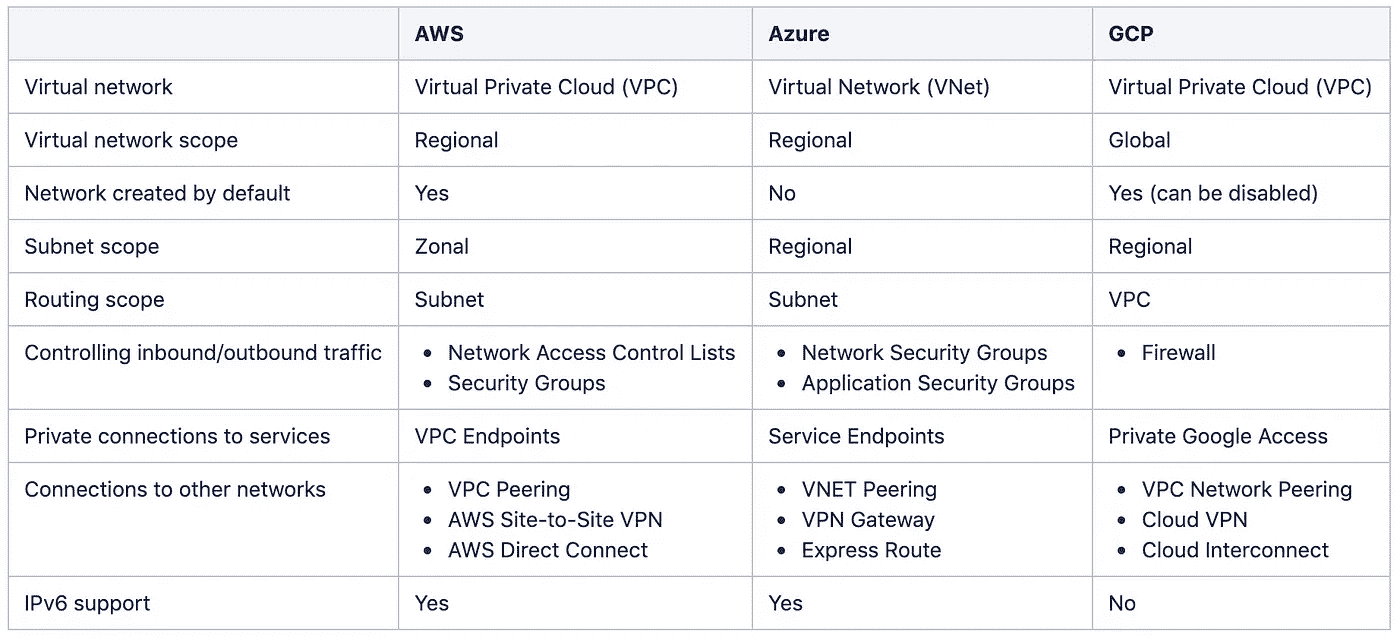 AWS Azure GCP
Virtual network Virtual Private Cloud (VPC) Virtual Network (VNet) Virtual Private Cloud (VPC)
Virtual network scope Regional Regional Global
Network created by default Yes No Yes (can be disabled)
Subnet scope Zonal Regional Regional
Routing scope Subnet Subnet VPC
Controlling inbound/outbound traffic • Network Access Control Lists • Network Security Groups • Firewall
• Security Groups • Application Security Groups
Private connections to services VPC Endpoints Service Endpoints Private Google Access
Connections to other networks • VPC Peering • VNET Peering • VPC Network Peering
• AWS Site-to-Site VPN • VPN Gateway • Cloud VPN
• AWS Direct Connect • Express Route • Cloud Interconnect
IPv6 support Yes Yes No